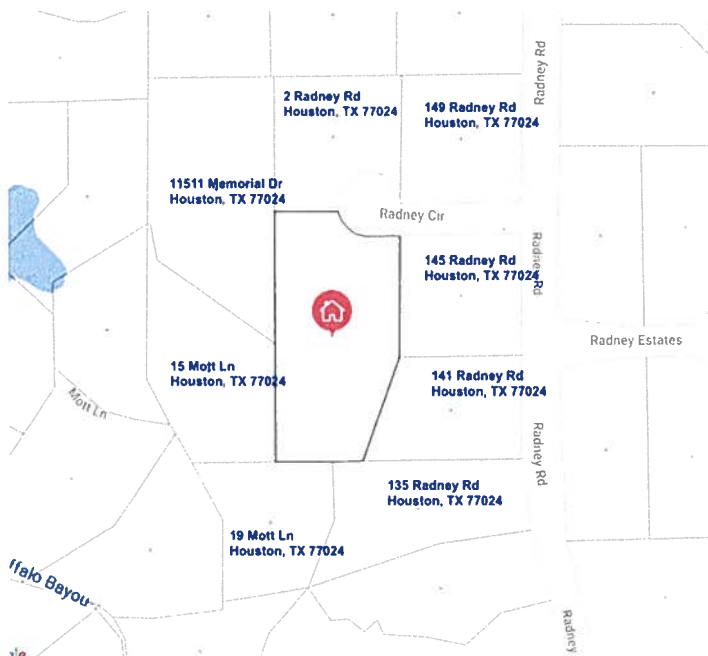 Radney Rd
2 Radney Rd
Houston, TX 77024
149 Radney Rd
Houston, TX 77024
11511 Memorial Dr
Houston, TX 77024
Radney Cir
145 Radney Rd
Houston, TX 77024
Radney Rd
Radney Estates
15 Mott Ln
Houston, TX 77024
141 Radney Rd
Houston, TX 77024
Mott Ln
Radney Rd
135 Radney Rd
Houston, TX 77024
19 Mott Ln
Houston, TX 77024
ffalo Bayou
Radney